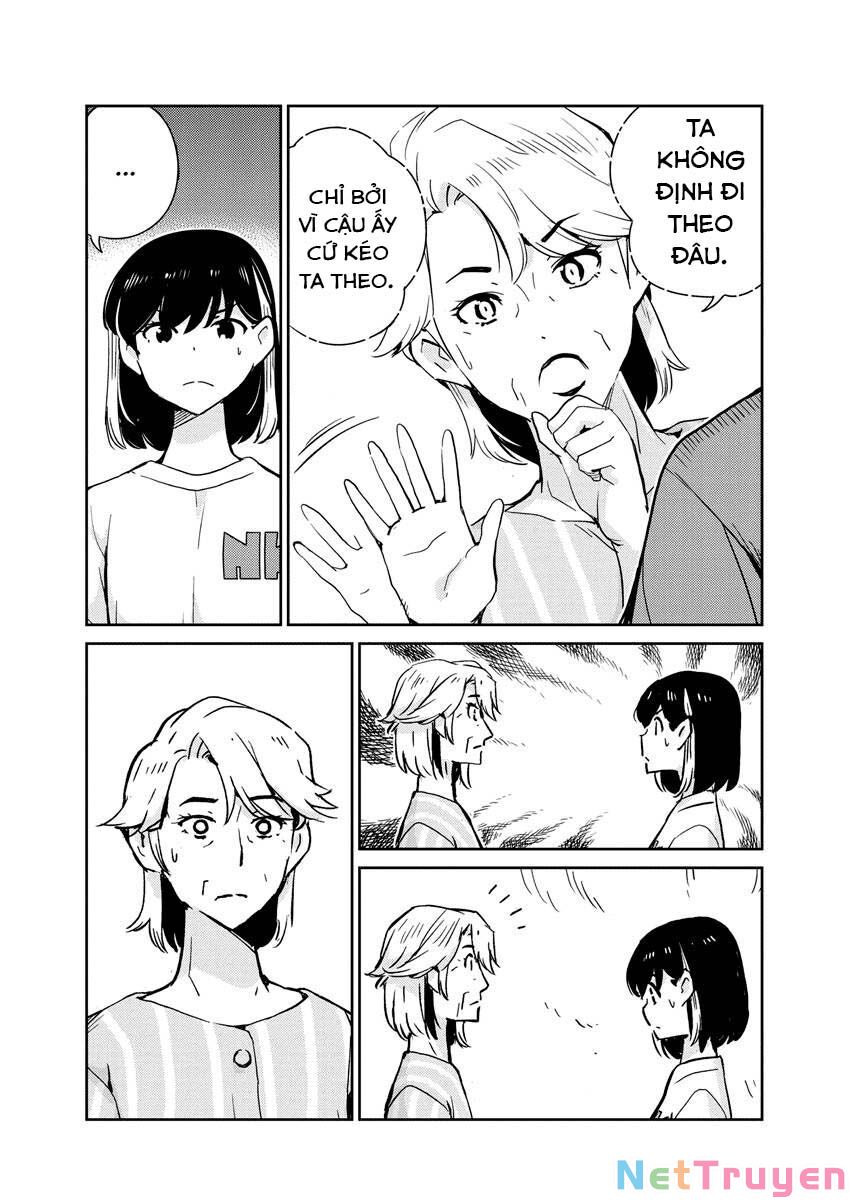 TA
KHÔNG
ĐỊNH ĐI
THEO
ĐÂU.
CHỈ BỞI
VÌ CẬU ẤY
CỨ KÉO
TA THEO.
...
NH
NetTruyen